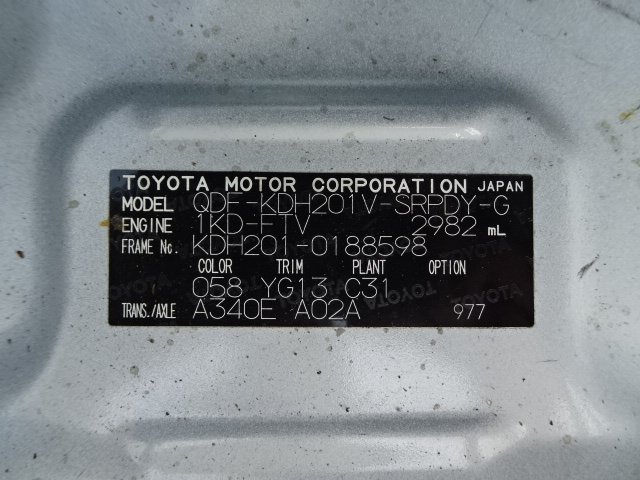 TOYOTA MOTOR CORPORATION JAPAN
MODEL QDF-KDH201V-SRPDY-G
ENGINE 1KD-FTV 2982 mL
FRAME No. KDH201-0188598
COLOR TRIM PLANT OPTION
058 YG13 C31
TRANS./AXLE A340E A02A 977